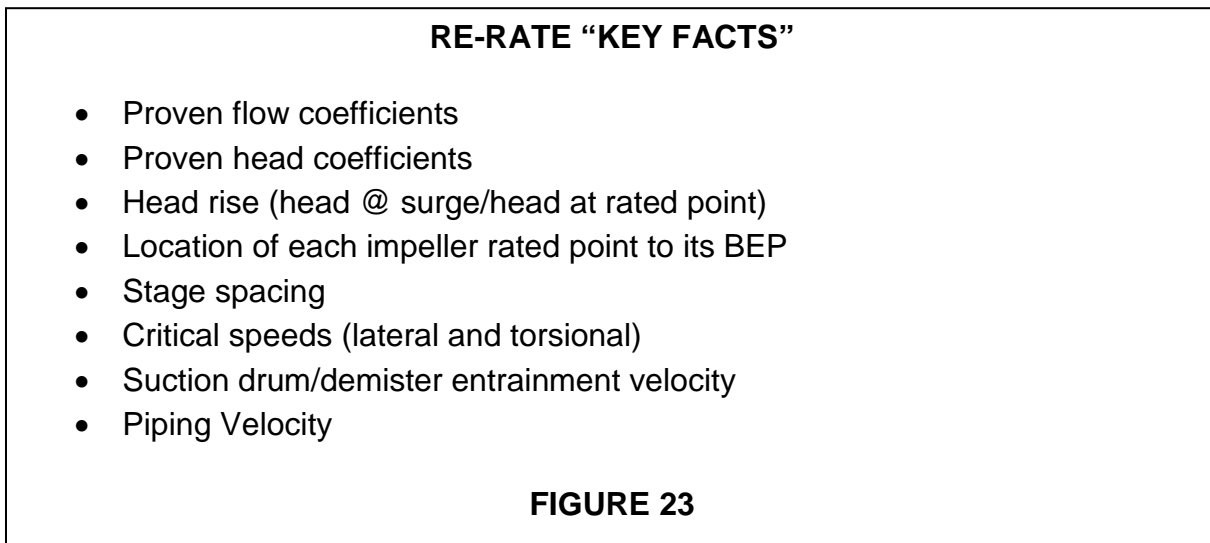 RE-RATE “KEY FACTS”
• Proven flow coefficients
• Proven head coefficients
• Head rise (head @ surge/head at rated point)
• Location of each impeller rated point to its BEP
• Stage spacing
• Critical speeds (lateral and torsional)
• Suction drum/demister entrainment velocity
• Piping Velocity
FIGURE 23